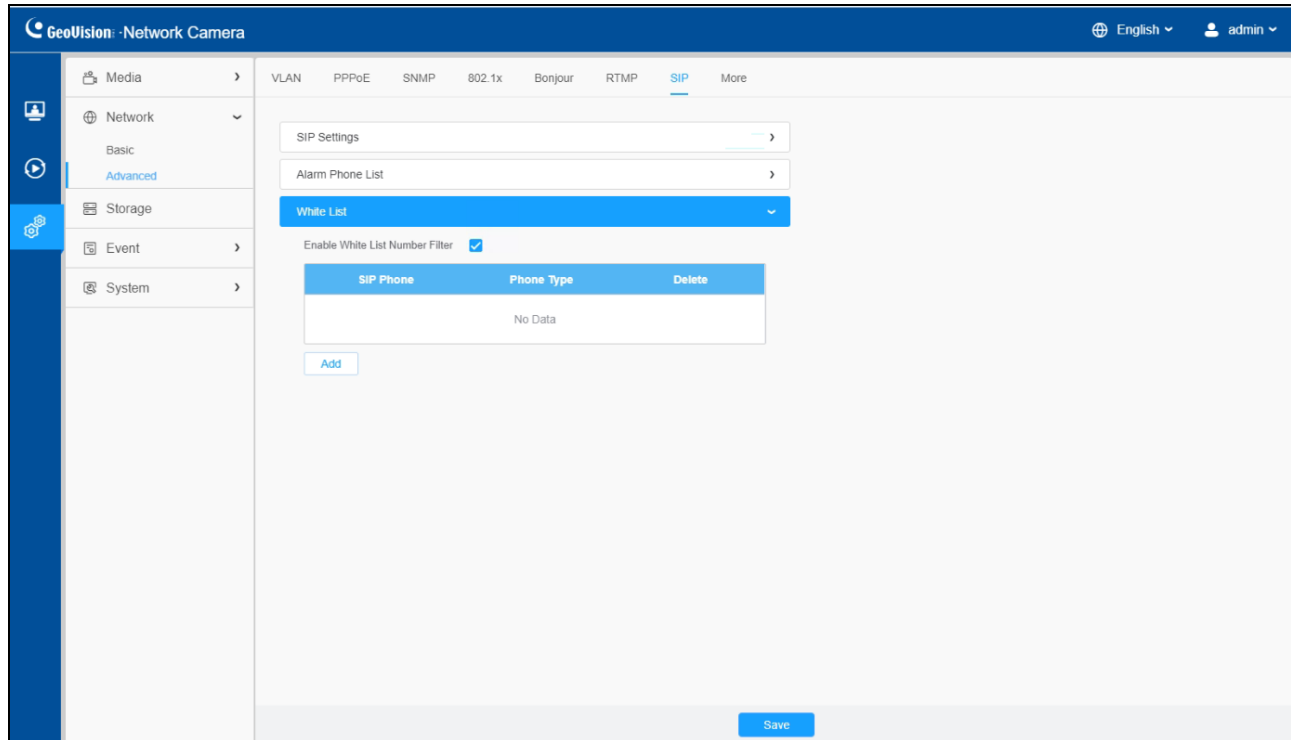 GeoVision - Network Camera
English
admin
Media
Network
Basic
Advanced
Storage
Event
System
VLAN PPPoE SNMP 802.1x Bonjour RTMP SIP More
SIP Settings
Alarm Phone List
White List
Enable White List Number Filter
SIP Phone Phone Type Delete
No Data
Add
Save